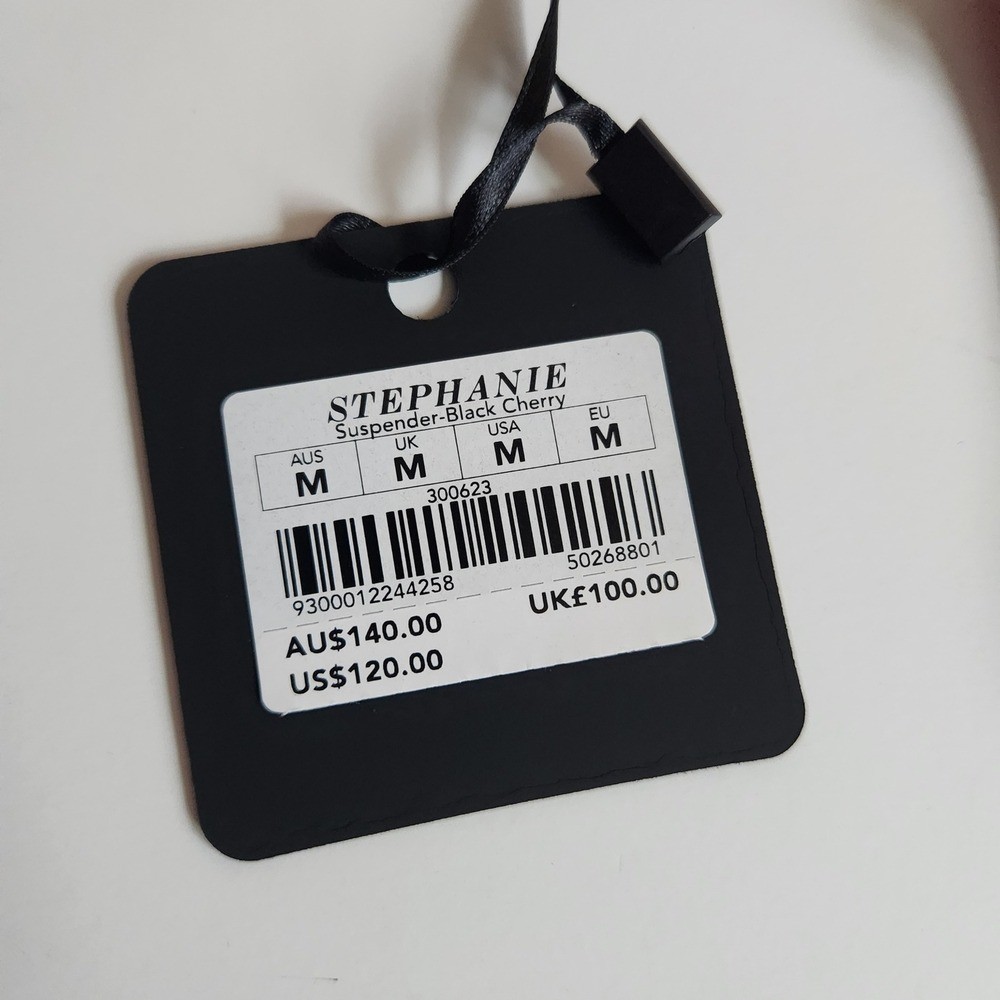 STEPHANIE
Suspender-Black Cherry
AUS UK USA EU
M M M M
300623
9300012244258 50268801
AU$140.00 UK£100.00
US$120.00